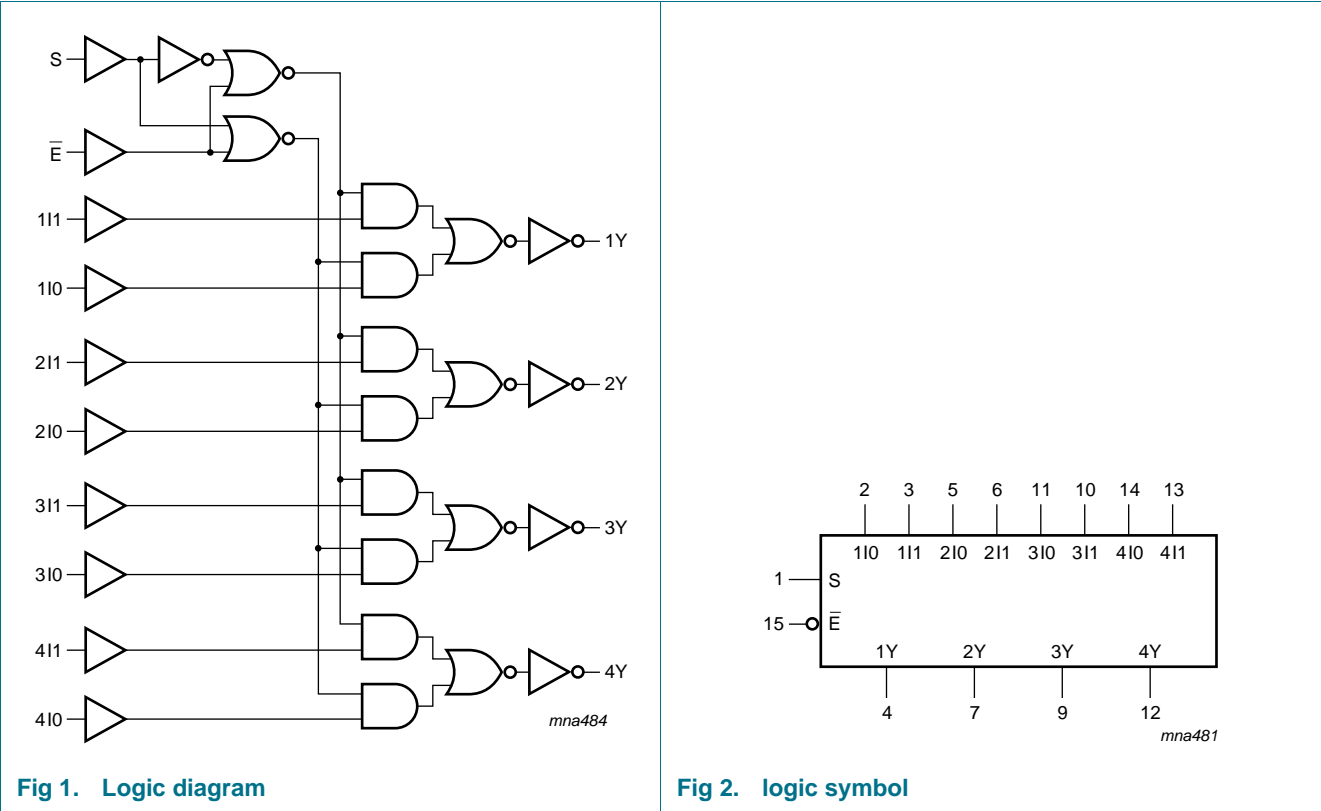 S
E̅
1I1
1I0
1Y
2I1
2I0
2Y
3I1
3I0
3Y
4I1
4I0
4Y
mna484
Fig 1. Logic diagram
2 3 5 6 11 10 14 13
1I0 1I1 2I0 2I1 3I0 3I1 4I0 4I1
1 S
15 E̅
1Y 2Y 3Y 4Y
4 7 9 12
mna481
Fig 2. logic symbol